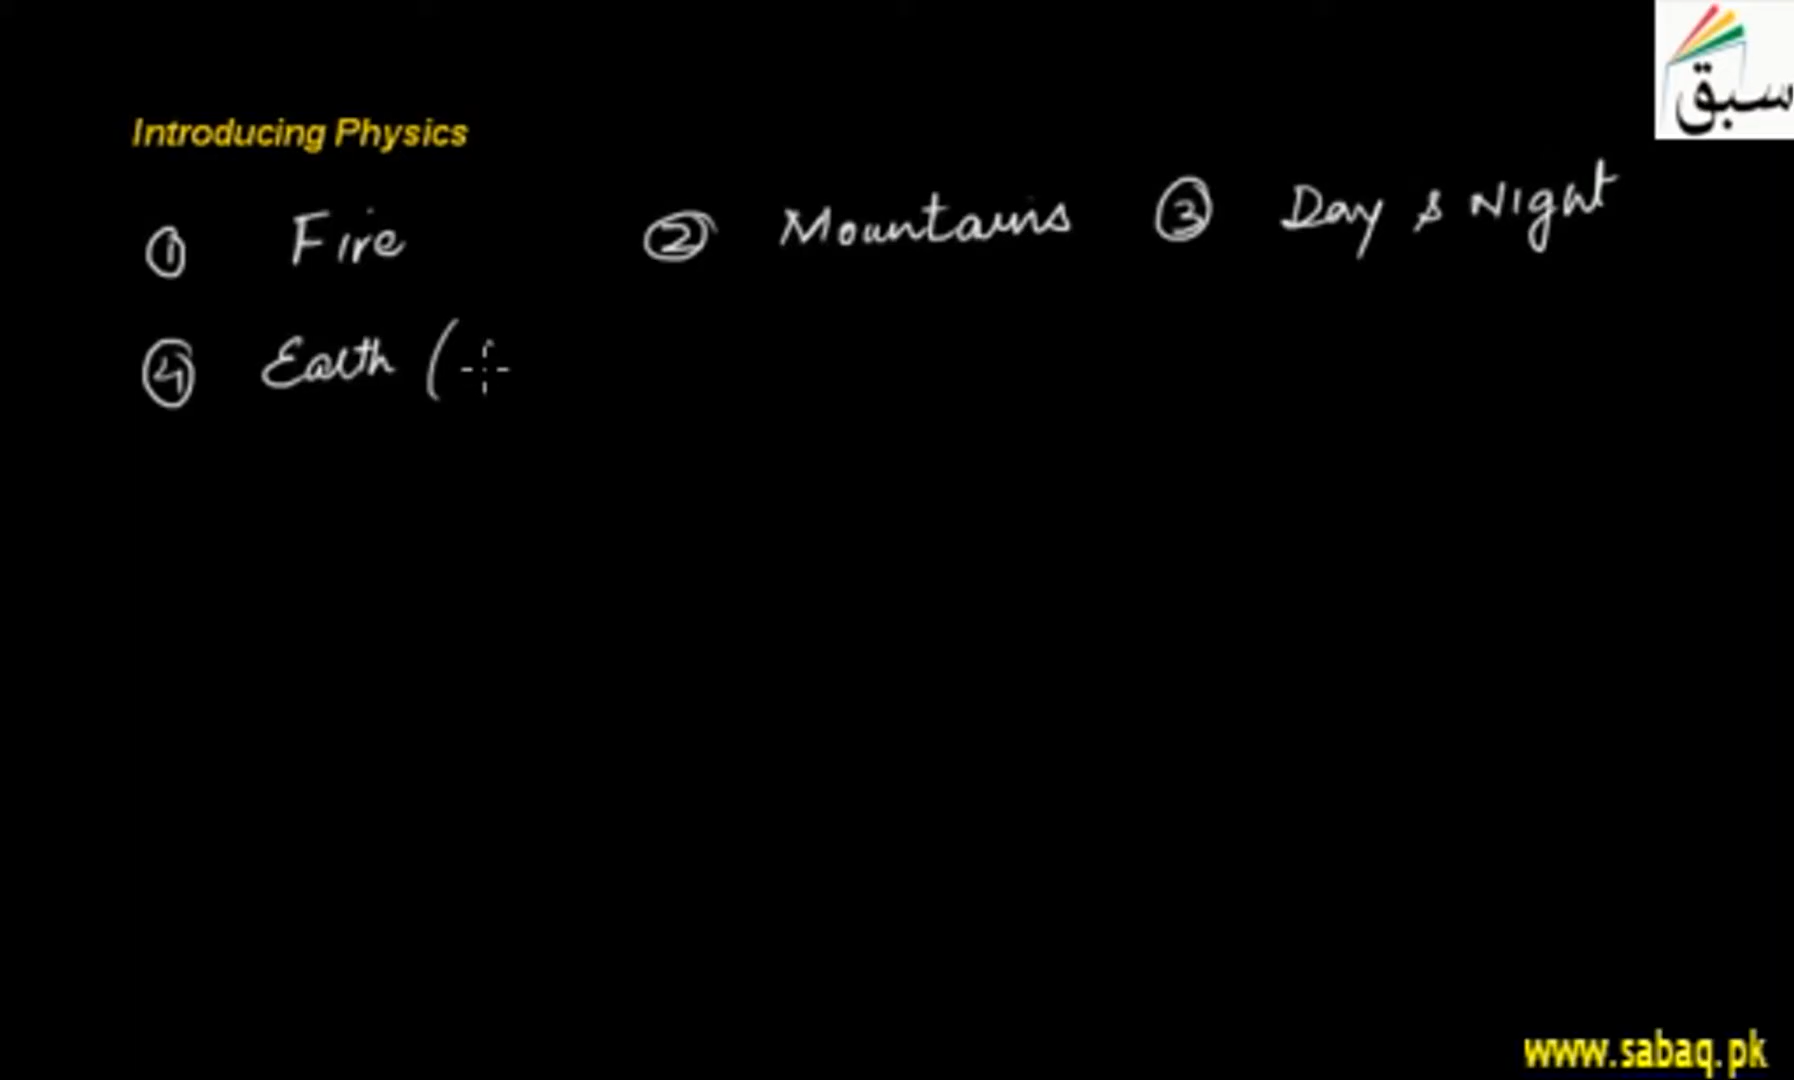 سبق
Introducing Physics
① Fire ② Mountains ③ Day & Night
④ Earth (
www.sabaq.pk